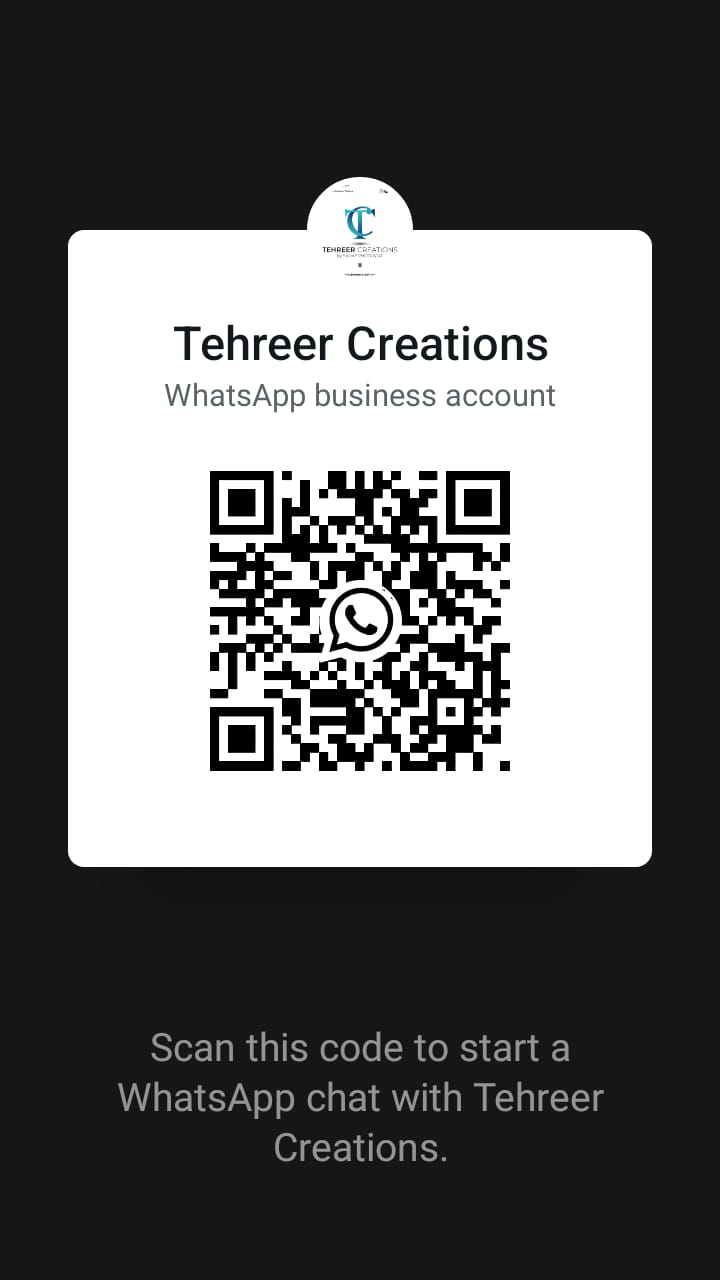 TC
TEHREER CREATIONS
Tehreer Creations
WhatsApp business account
Scan this code to start a
WhatsApp chat with Tehreer
Creations.